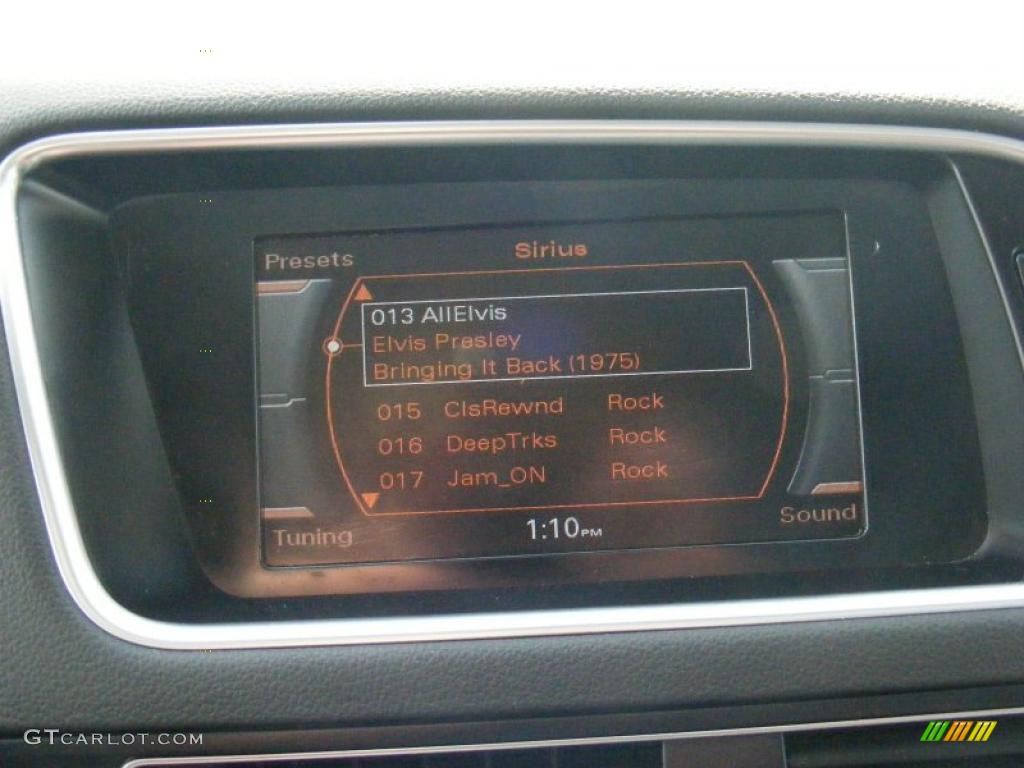 Presets
Sirius
013 AllElvis
Elvis Presley
Bringing It Back (1975)
015 ClsRewnd Rock
016 DeepTrks Rock
017 Jam_ON Rock
Tuning
1:10PM
Sound
GTCARLOT.COM